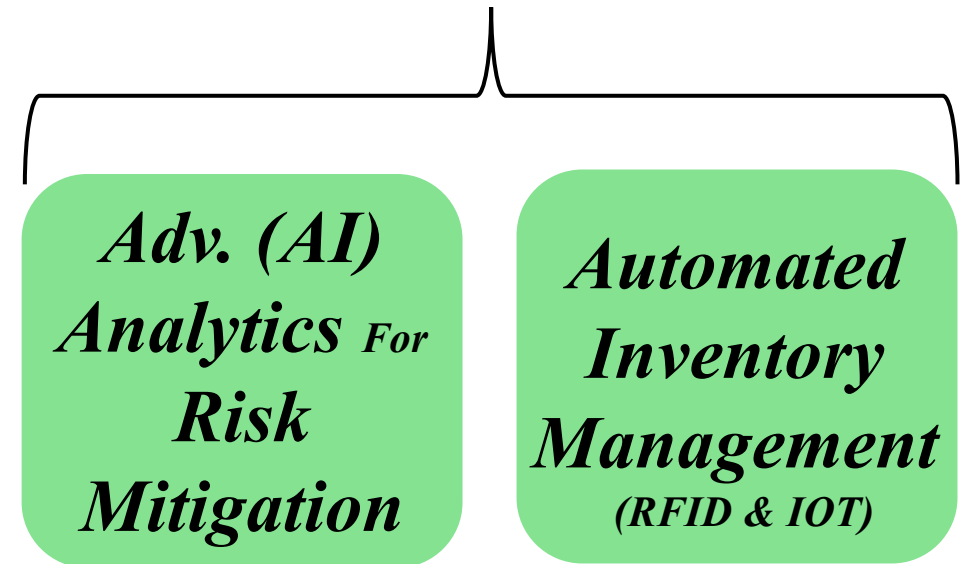 Adv. (AI)
Analytics For
Risk
Mitigation
Automated
Inventory
Management
(RFID & IOT)